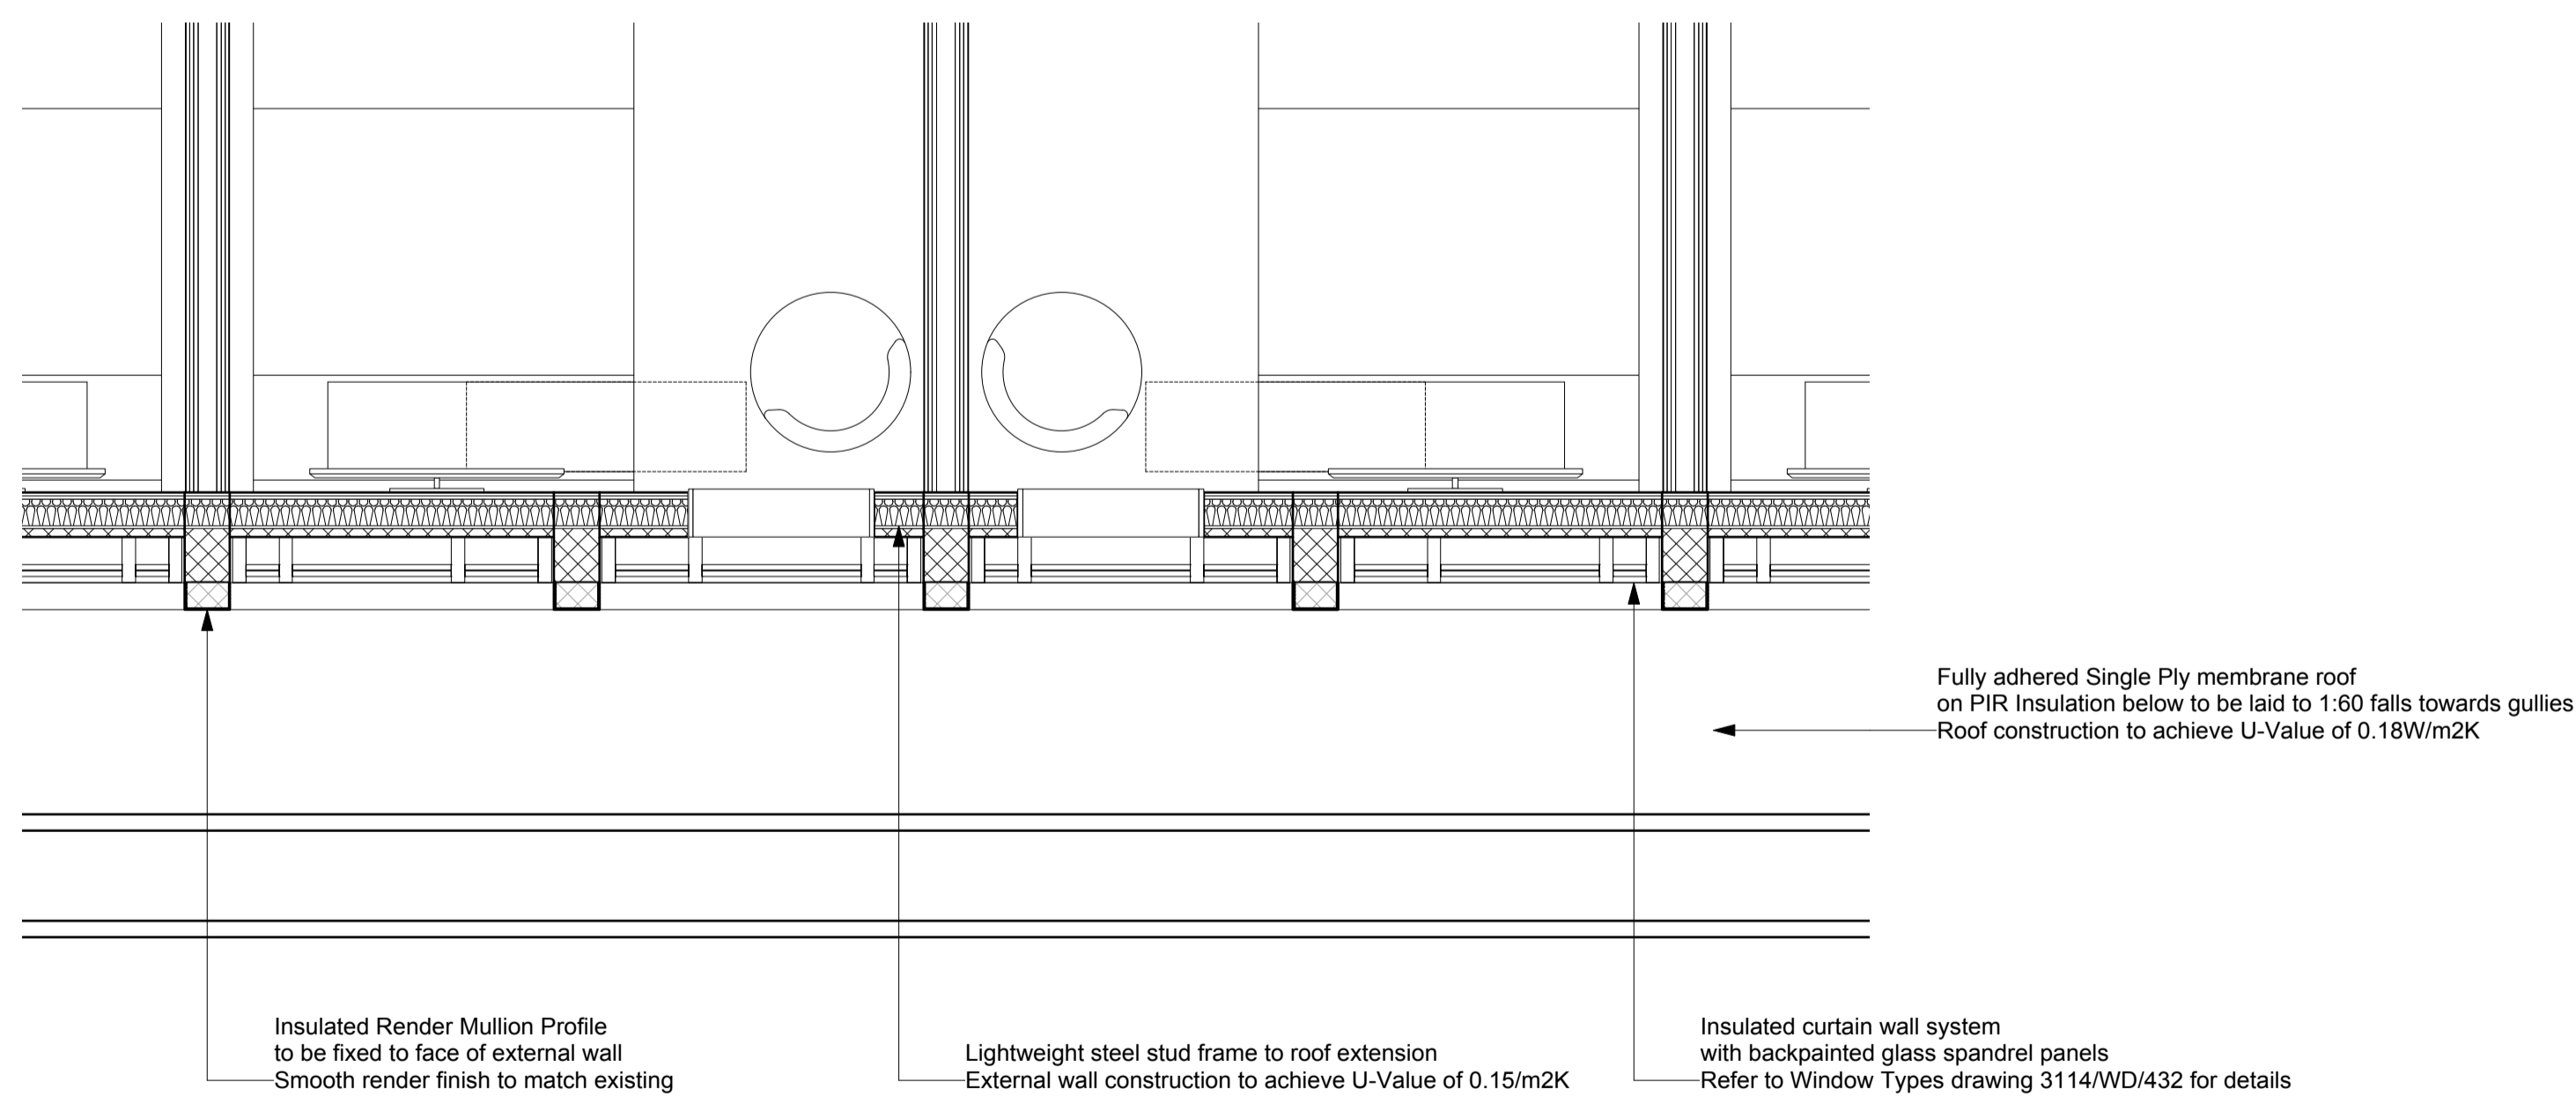 Fully adhered Single Ply membrane roof
on PIR Insulation below to be laid to 1:60 falls towards gullies
Roof construction to achieve U-Value of 0.18W/m2K
Insulated Render Mullion Profile
to be fixed to face of external wall
Smooth render finish to match existing
Lightweight steel stud frame to roof extension
External wall construction to achieve U-Value of 0.15/m2K
Insulated curtain wall system
with backpainted glass spandrel panels
Refer to Window Types drawing 3114/WD/432 for details